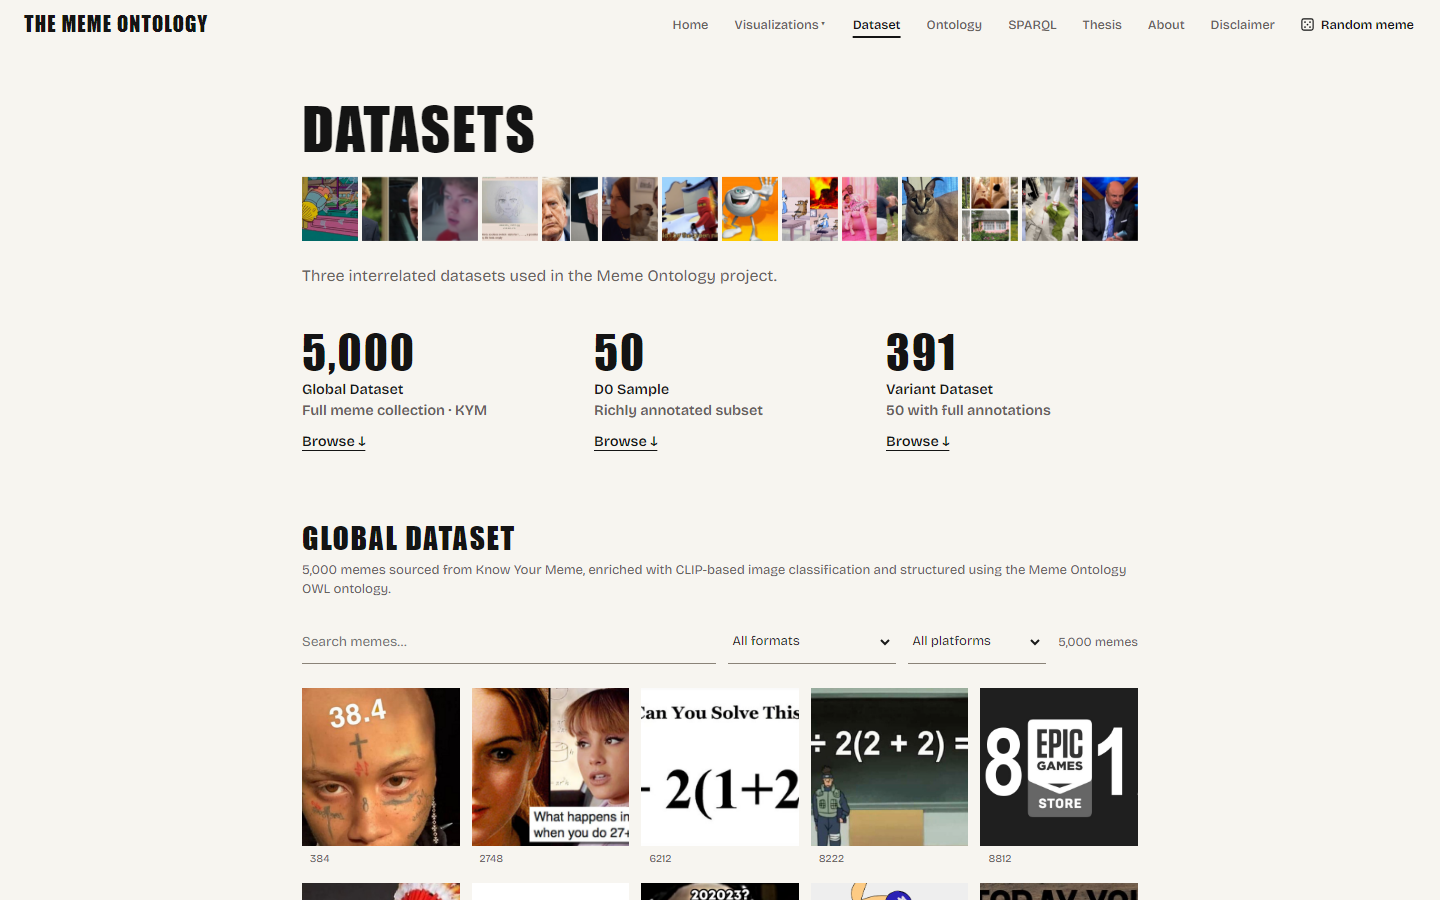 THE MEME ONTOLOGY
Home Visualizations Dataset Ontology SPARQL Thesis About Disclaimer Random meme
DATASETS
Three interrelated datasets used in the Meme Ontology project.
5,000 50 391
Global Dataset D0 Sample Variant Dataset
Full meme collection · KYM Richly annotated subset 50 with full annotations
Browse ↓ Browse ↓ Browse ↓
GLOBAL DATASET
5,000 memes sourced from Know Your Meme, enriched with CLIP-based image classification and structured using the Meme Ontology
OWL ontology.
Search memes... All formats All platforms 5,000 memes
38.4
What happens in
when you do 27+
Can You Solve This
- 2(1+2
÷ 2(2 + 2) =
8 EPIC GAMES STORE 1
384 2748 6212 8222 8812
202023?
TODAY YOU